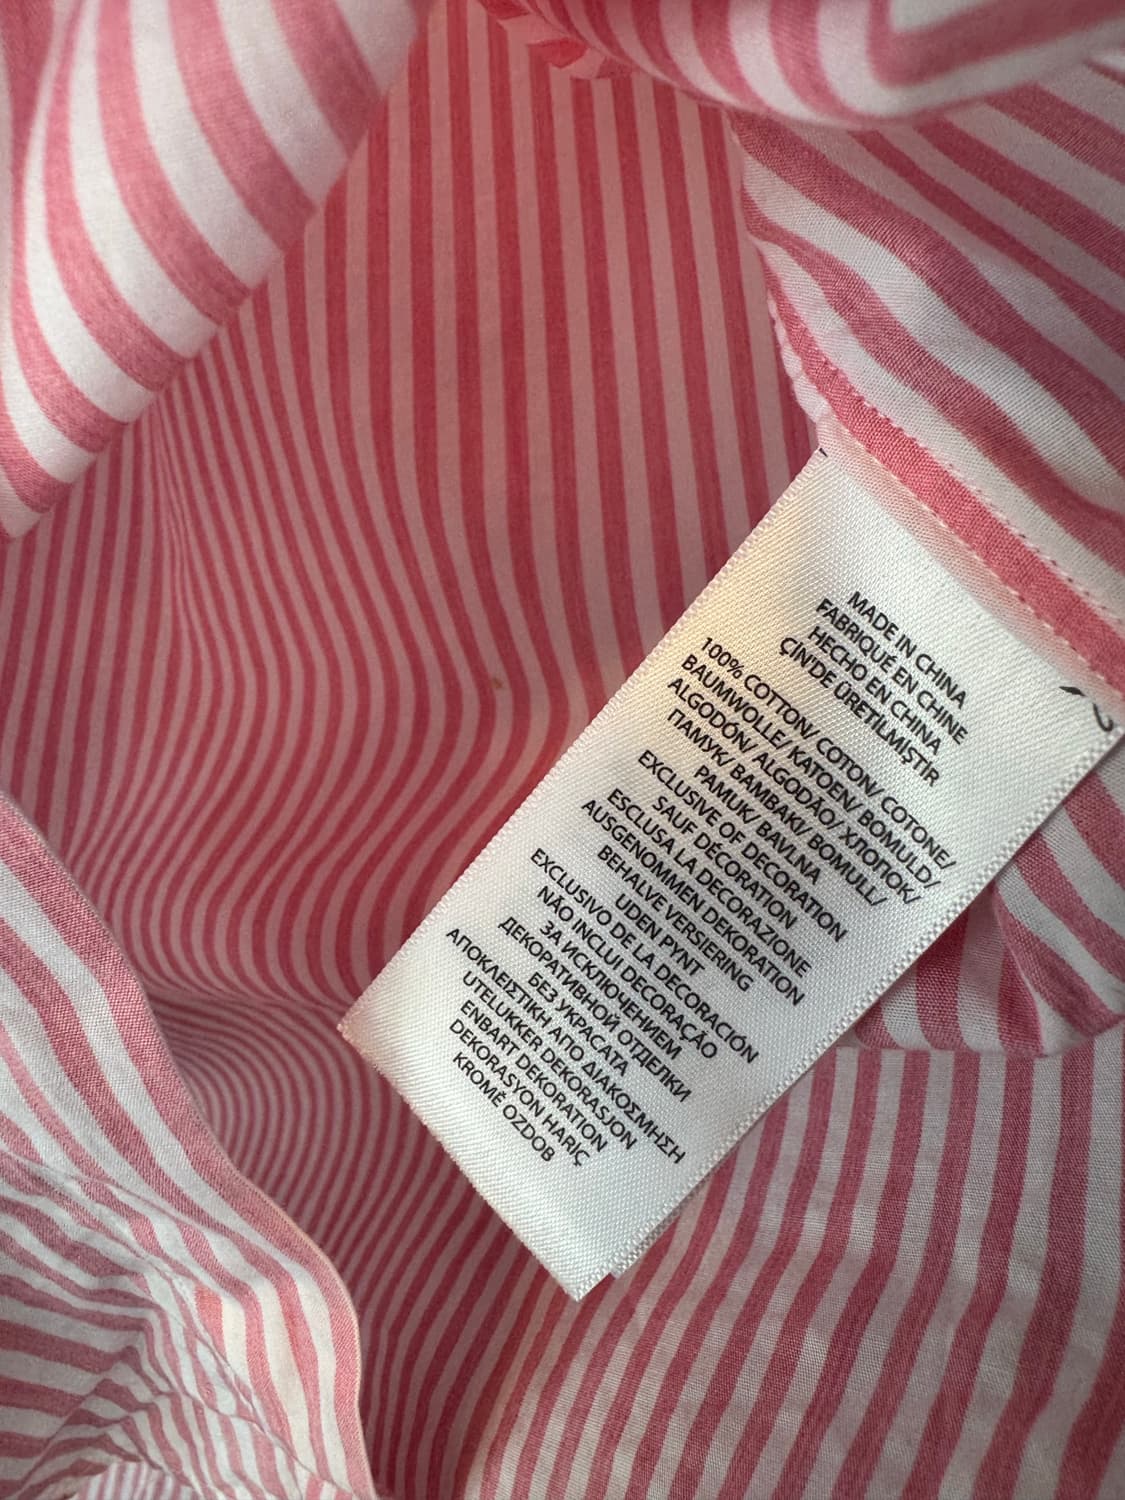 MADE IN CHINA
FABRIQUÉ EN CHINE
HECHO EN CHINA
ÇİN'DE ÜRETİLMİŞTİR
100% COTTON/ COTON/ COTONE/
BAUMWOLLE/ KATOEN/ BOMULD/
ALGODÓN/ ALGODÃO/ ХЛОПОК/
ПАМУК/ ΒΑΜΒΑΚΙ/ BOMULL/
PAMUK/ BAVLNA
EXCLUSIVE OF DECORATION
SAUF DÉCORATION
ESCLUSA LA DECORAZIONE
AUSGENOMMEN DEKORATION
BEHALVE VERSIERING
UDEN PYNT
EXCLUSIVO DE LA DECORACIÓN
NÃO INCLUI DECORAÇÃO
ЗА ИСКЛЮЧЕНИЕМ
ДЕКОРАТИВНОЙ ОТДЕЛКИ
БЕЗ УКРАСАТА
ΑΠΟΚΛΕΙΣΤΙΚΗ ΑΠΟ ΔΙΑΚΟΣΜΗΣΗ
UTELUKKER DEKORASJON
ENBART DEKORATION
DEKORASYON HARIÇ
KROMĚ OZDOB